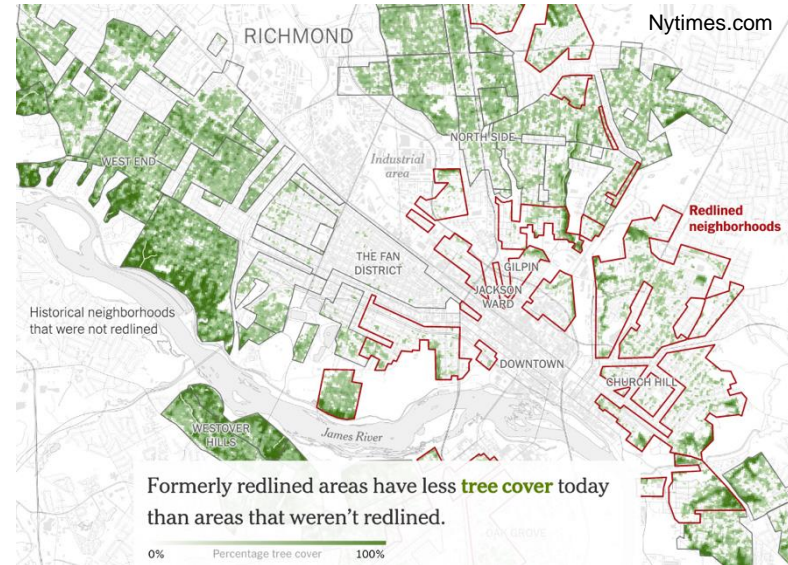 Nytimes.com
RICHMOND
NORTH SIDE
Industrial
area
WEST END
Redlined
neighborhoods
THE FAN
DISTRICT
GILPIN
JACKSON
WARD
Historical neighborhoods
that were not redlined
DOWNTOWN
CHURCH HILL
WESTOVER
HILLS
James River
Formerly redlined areas have less tree cover today
than areas that weren't redlined.
OAK GROVE
0% Percentage tree cover 100%